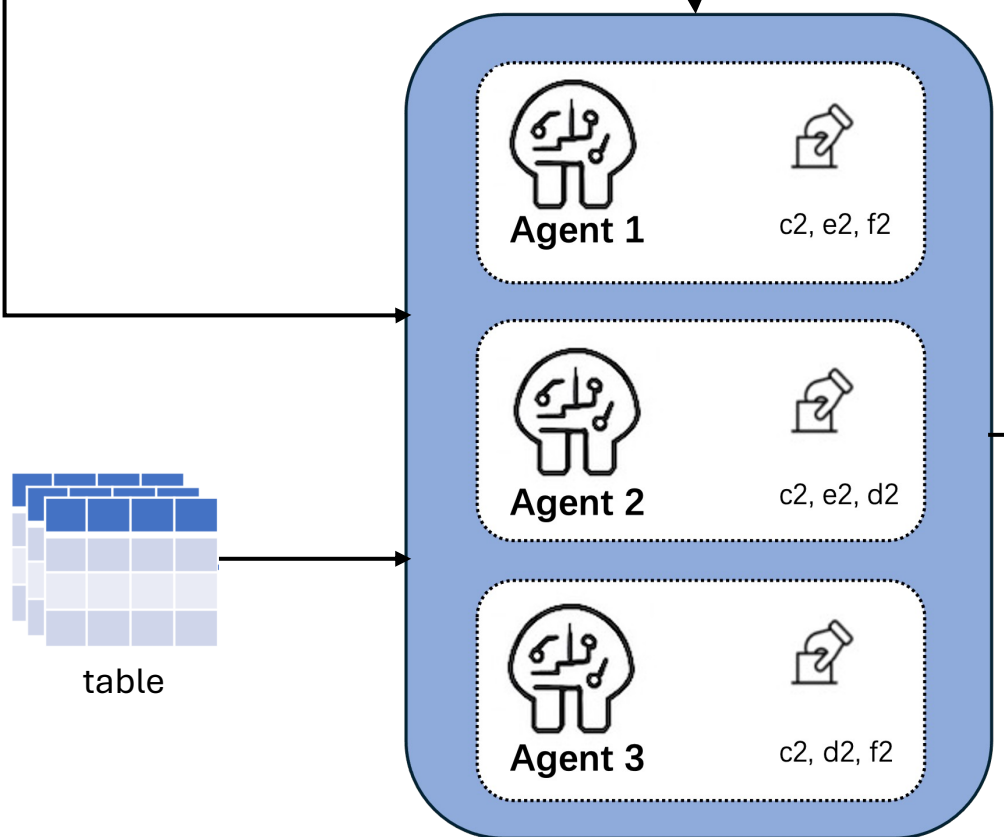 Agent 1
c2, e2, f2
Agent 2
c2, e2, d2
table
Agent 3
c2, d2, f2